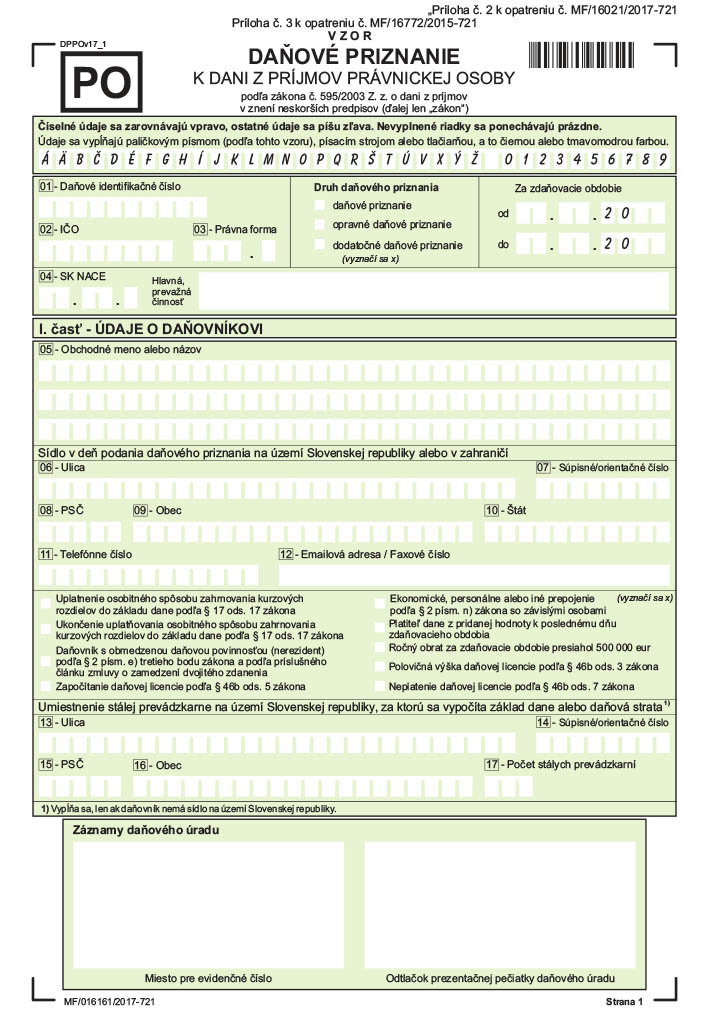 „Príloha č. 2 k opatreniu č. MF/16021/2017-721
Príloha č. 3 k opatreniu č. MF/16772/2015-721
VZOR
DPPOv17_1
PO
DAŇOVÉ PRIZNANIE
K DANI Z PRÍJMOV PRÁVNICKEJ OSOBY
podľa zákona č. 595/2003 Z. z. o dani z príjmov
v znení neskorších predpisov (ďalej len „zákon")
Číselné údaje sa zarovnávajú vpravo, ostatné údaje sa píšu zľava. Nevyplnené riadky sa ponechávajú prázdne.
Údaje sa vypĺňajú paličkovým písmom (podľa tohto vzoru), písacím strojom alebo tlačiarňou, a to čiernou alebo tmavomodrou farbou.
Á Ä B Č D É F G H Í J K L M N O P Q R Š T Ú V X Ý Ž 0 1 2 3 4 5 6 7 8 9
01 - Daňové identifikačné číslo
02 - IČO
03 - Právna forma
.
Druh daňového priznania
daňové priznanie
opravné daňové priznanie
dodatočné daňové priznanie
(vyznačí sa x)
Za zdaňovacie obdobie
od . . 2 0
do . . 2 0
04 - SK NACE
. .
Hlavná,
prevažná
činnosť
I. časť - ÚDAJE O DAŇOVNÍKOVI
05 - Obchodné meno alebo názov
Sídlo v deň podania daňového priznania na území Slovenskej republiky alebo v zahraničí
06 - Ulica
07 - Súpisné/orientačné číslo
08 - PSČ
09 - Obec
10 - Štát
11 - Telefónne číslo
12 - Emailová adresa / Faxové číslo
Uplatnenie osobitného spôsobu zahrnovania kurzových
rozdielov do základu dane podľa § 17 ods. 17 zákona
Ukončenie uplatňovania osobitného spôsobu zahrnovania
kurzových rozdielov do základu dane podľa § 17 ods. 17 zákona
Daňovník s obmedzenou daňovou povinnosťou (nerezident)
podľa § 2 písm. e) tretieho bodu zákona a podľa príslušného
článku zmluvy o zamedzení dvojitého zdanenia
Započítanie daňovej licencie podľa § 46b ods. 5 zákona
Ekonomické, personálne alebo iné prepojenie (vyznačí sa x)
podľa § 2 písm. n) zákona so závislými osobami
Platiteľ dane z pridanej hodnoty k poslednému dňu
zdaňovacieho obdobia
Ročný obrat za zdaňovacie obdobie presiahol 500 000 eur
Polovičná výška daňovej licencie podľa § 46b ods. 3 zákona
Neplatenie daňovej licencie podľa § 46b ods. 7 zákona
Umiestnenie stálej prevádzkarne na území Slovenskej republiky, za ktorú sa vypočíta základ dane alebo daňová strata 1)
13 - Ulica
14 - Súpisné/orientačné číslo
15 - PSČ
16 - Obec
17 - Počet stálych prevádzkarní
1) Vypĺňa sa, len ak daňovník nemá sídlo na území Slovenskej republiky.
Záznamy daňového úradu
Miesto pre evidenčné číslo
Odtlačok prezentačnej pečiatky daňového úradu
MF/016161/2017-721
Strana 1